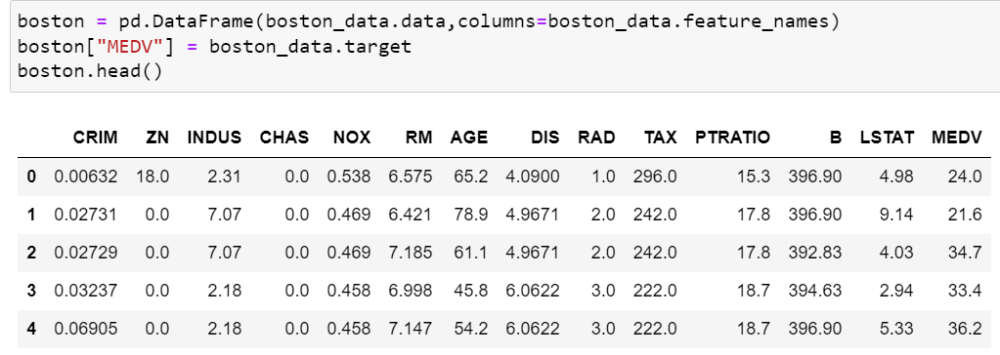 boston = pd.DataFrame(boston_data.data,columns=boston_data.feature_names)
boston["MEDV"] = boston_data.target
boston.head()
CRIM ZN INDUS CHAS NOX RM AGE DIS RAD TAX PTRATIO B LSTAT MEDV
0 0.00632 18.0 2.31 0.0 0.538 6.575 65.2 4.0900 1.0 296.0 15.3 396.90 4.98 24.0
1 0.02731 0.0 7.07 0.0 0.469 6.421 78.9 4.9671 2.0 242.0 17.8 396.90 9.14 21.6
2 0.02729 0.0 7.07 0.0 0.469 7.185 61.1 4.9671 2.0 242.0 17.8 392.83 4.03 34.7
3 0.03237 0.0 2.18 0.0 0.458 6.998 45.8 6.0622 3.0 222.0 18.7 394.63 2.94 33.4
4 0.06905 0.0 2.18 0.0 0.458 7.147 54.2 6.0622 3.0 222.0 18.7 396.90 5.33 36.2